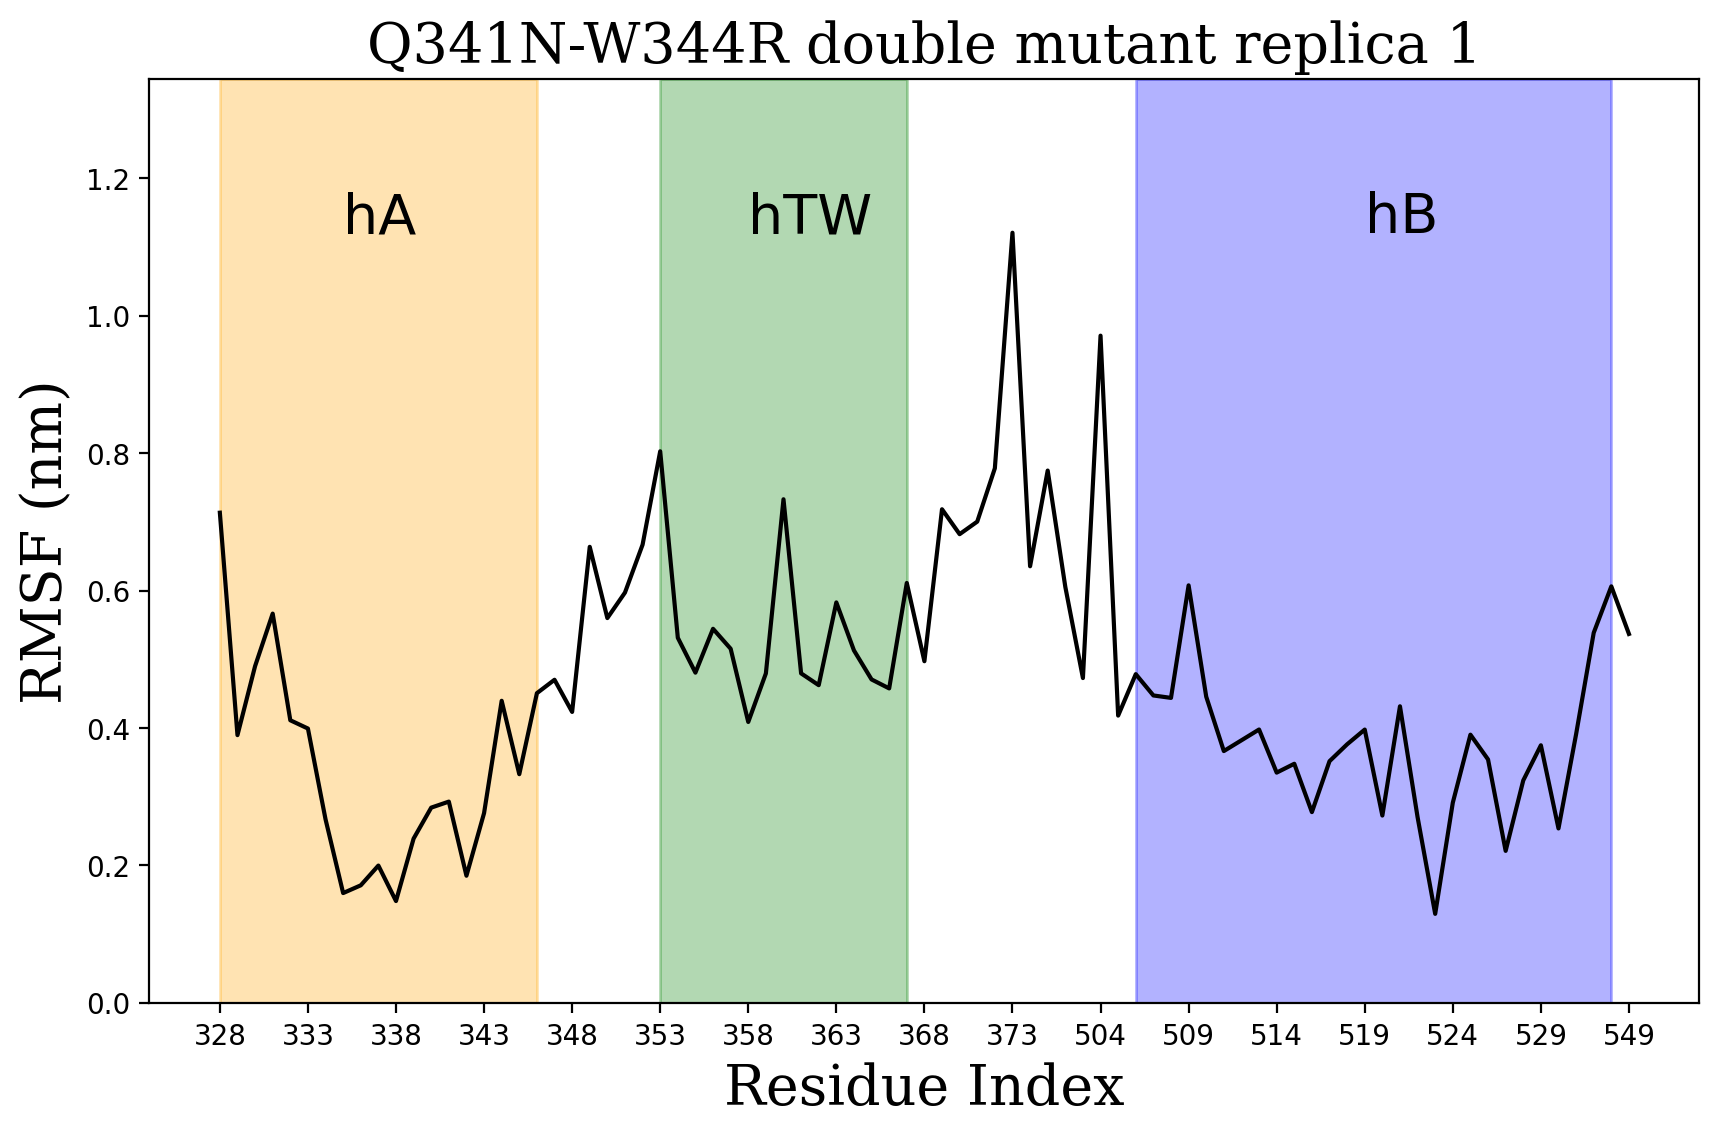 Q341N-W344R double mutant replica 1
hA
hTW
hB
RMSF (nm)
1.2
1.0
0.8
0.6
0.4
0.2
0.0
328 333 338 343 348 353 358 363 368 373 504 509 514 519 524 529 549
Residue Index